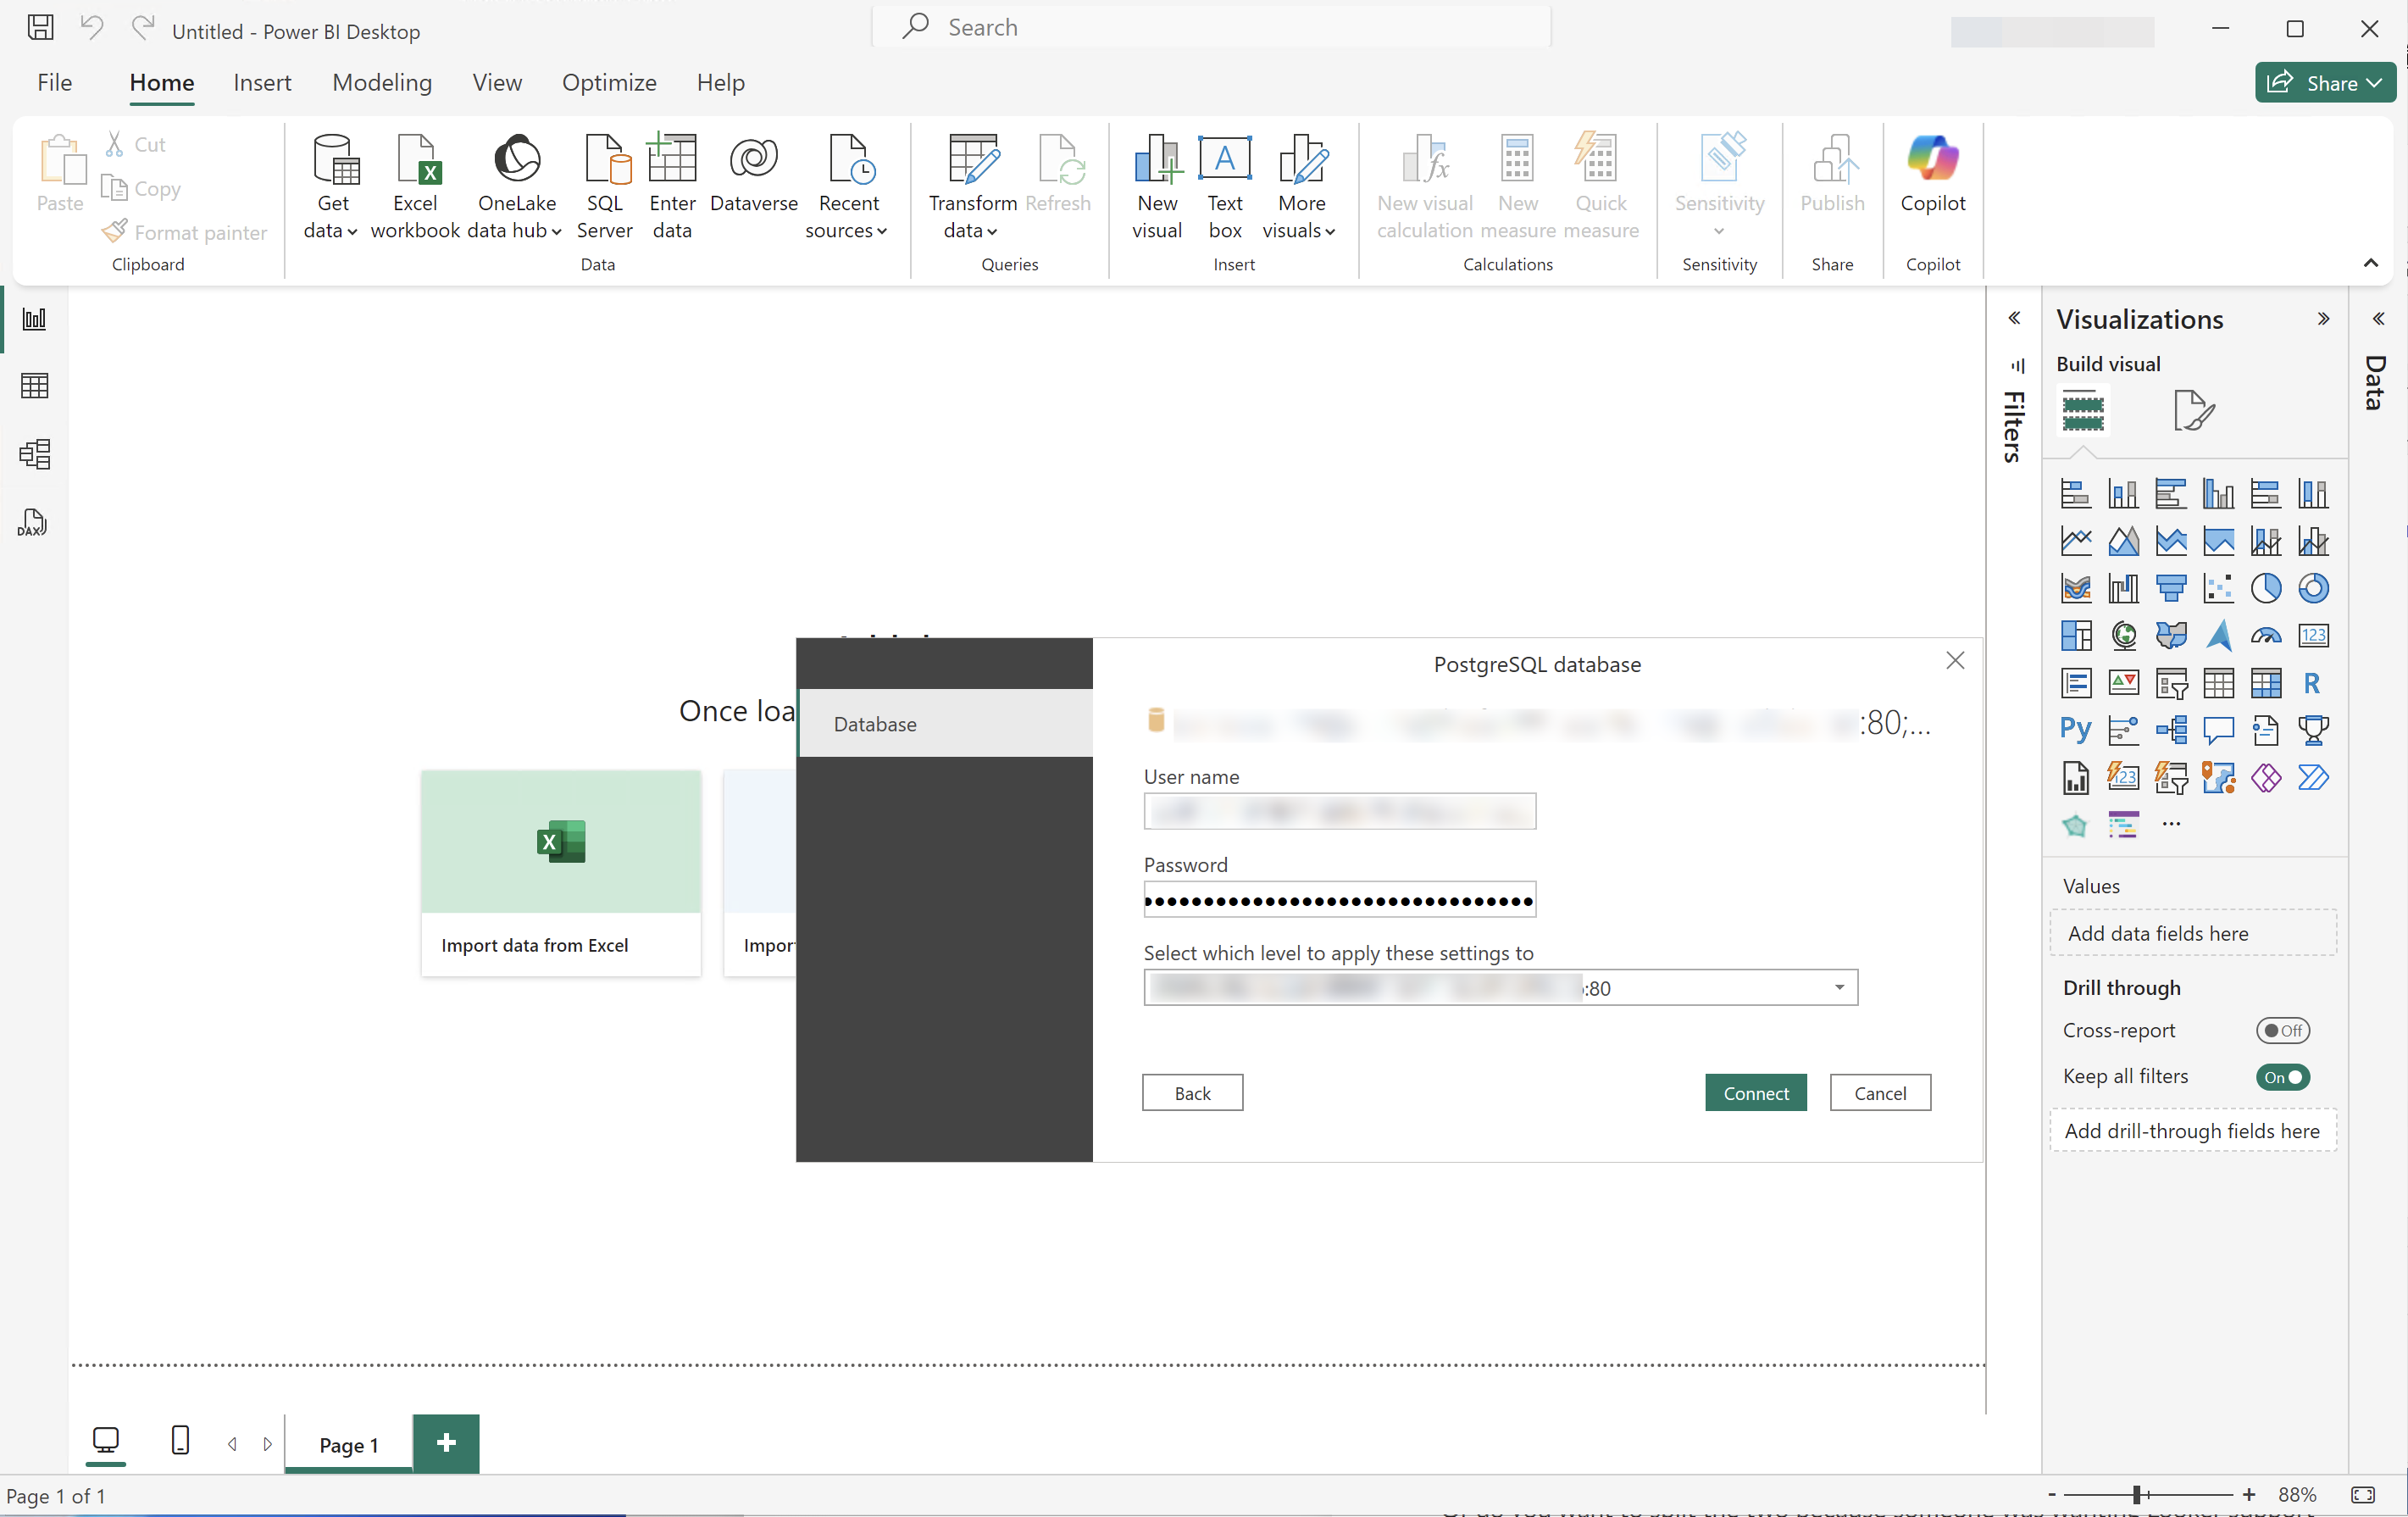 Untitled - Power BI Desktop
Search
File
Home
Insert
Modeling
View
Optimize
Help
Share
Paste
Cut
Copy
Format painter
Clipboard
Get
data
Excel
workbook
OneLake
data hub
SQL
Server
Enter
data
Dataverse
Recent
sources
Data
Transform
data
Refresh
Queries
New
visual
Text
box
More
visuals
Insert
New visual
calculation
New
measure
Quick
measure
Calculations
Sensitivity
Sensitivity
Publish
Share
Copilot
Copilot
DAX
Once loa
Import data from Excel
Impor
PostgreSQL database
Database
:80;...
User name
Password
Select which level to apply these settings to
:80
Back
Connect
Cancel
Filters
Visualizations
Build visual
Data
123
R
Py
123
Values
Add data fields here
Drill through
Cross-report
Off
Keep all filters
On
Add drill-through fields here
Page 1
Page 1 of 1
88%